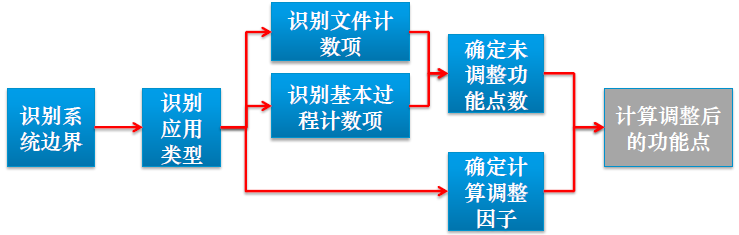 识别系
统边界
识别
应用
类型
识别文件计
数项
识别基本过
程计数项
确定未
调整功
能点数
确定计
算调整
因子
计算调整后
的功能点